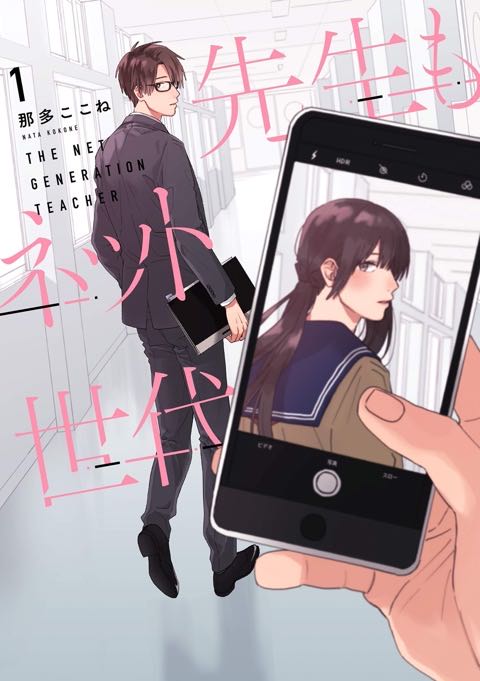 先生も
ネット
世代
1
那多ここね
NATA KOKONE
THE NET
GENERATION
TEACHER
HDR
ビデオ
写真
スロー